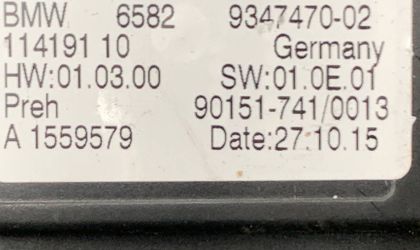 BMW 6582 9347470-02
114191 10 Germany
HW:01.03.00 SW:01.0E.01
Preh 90151-741/0013
A 1559579 Date:27.10.15